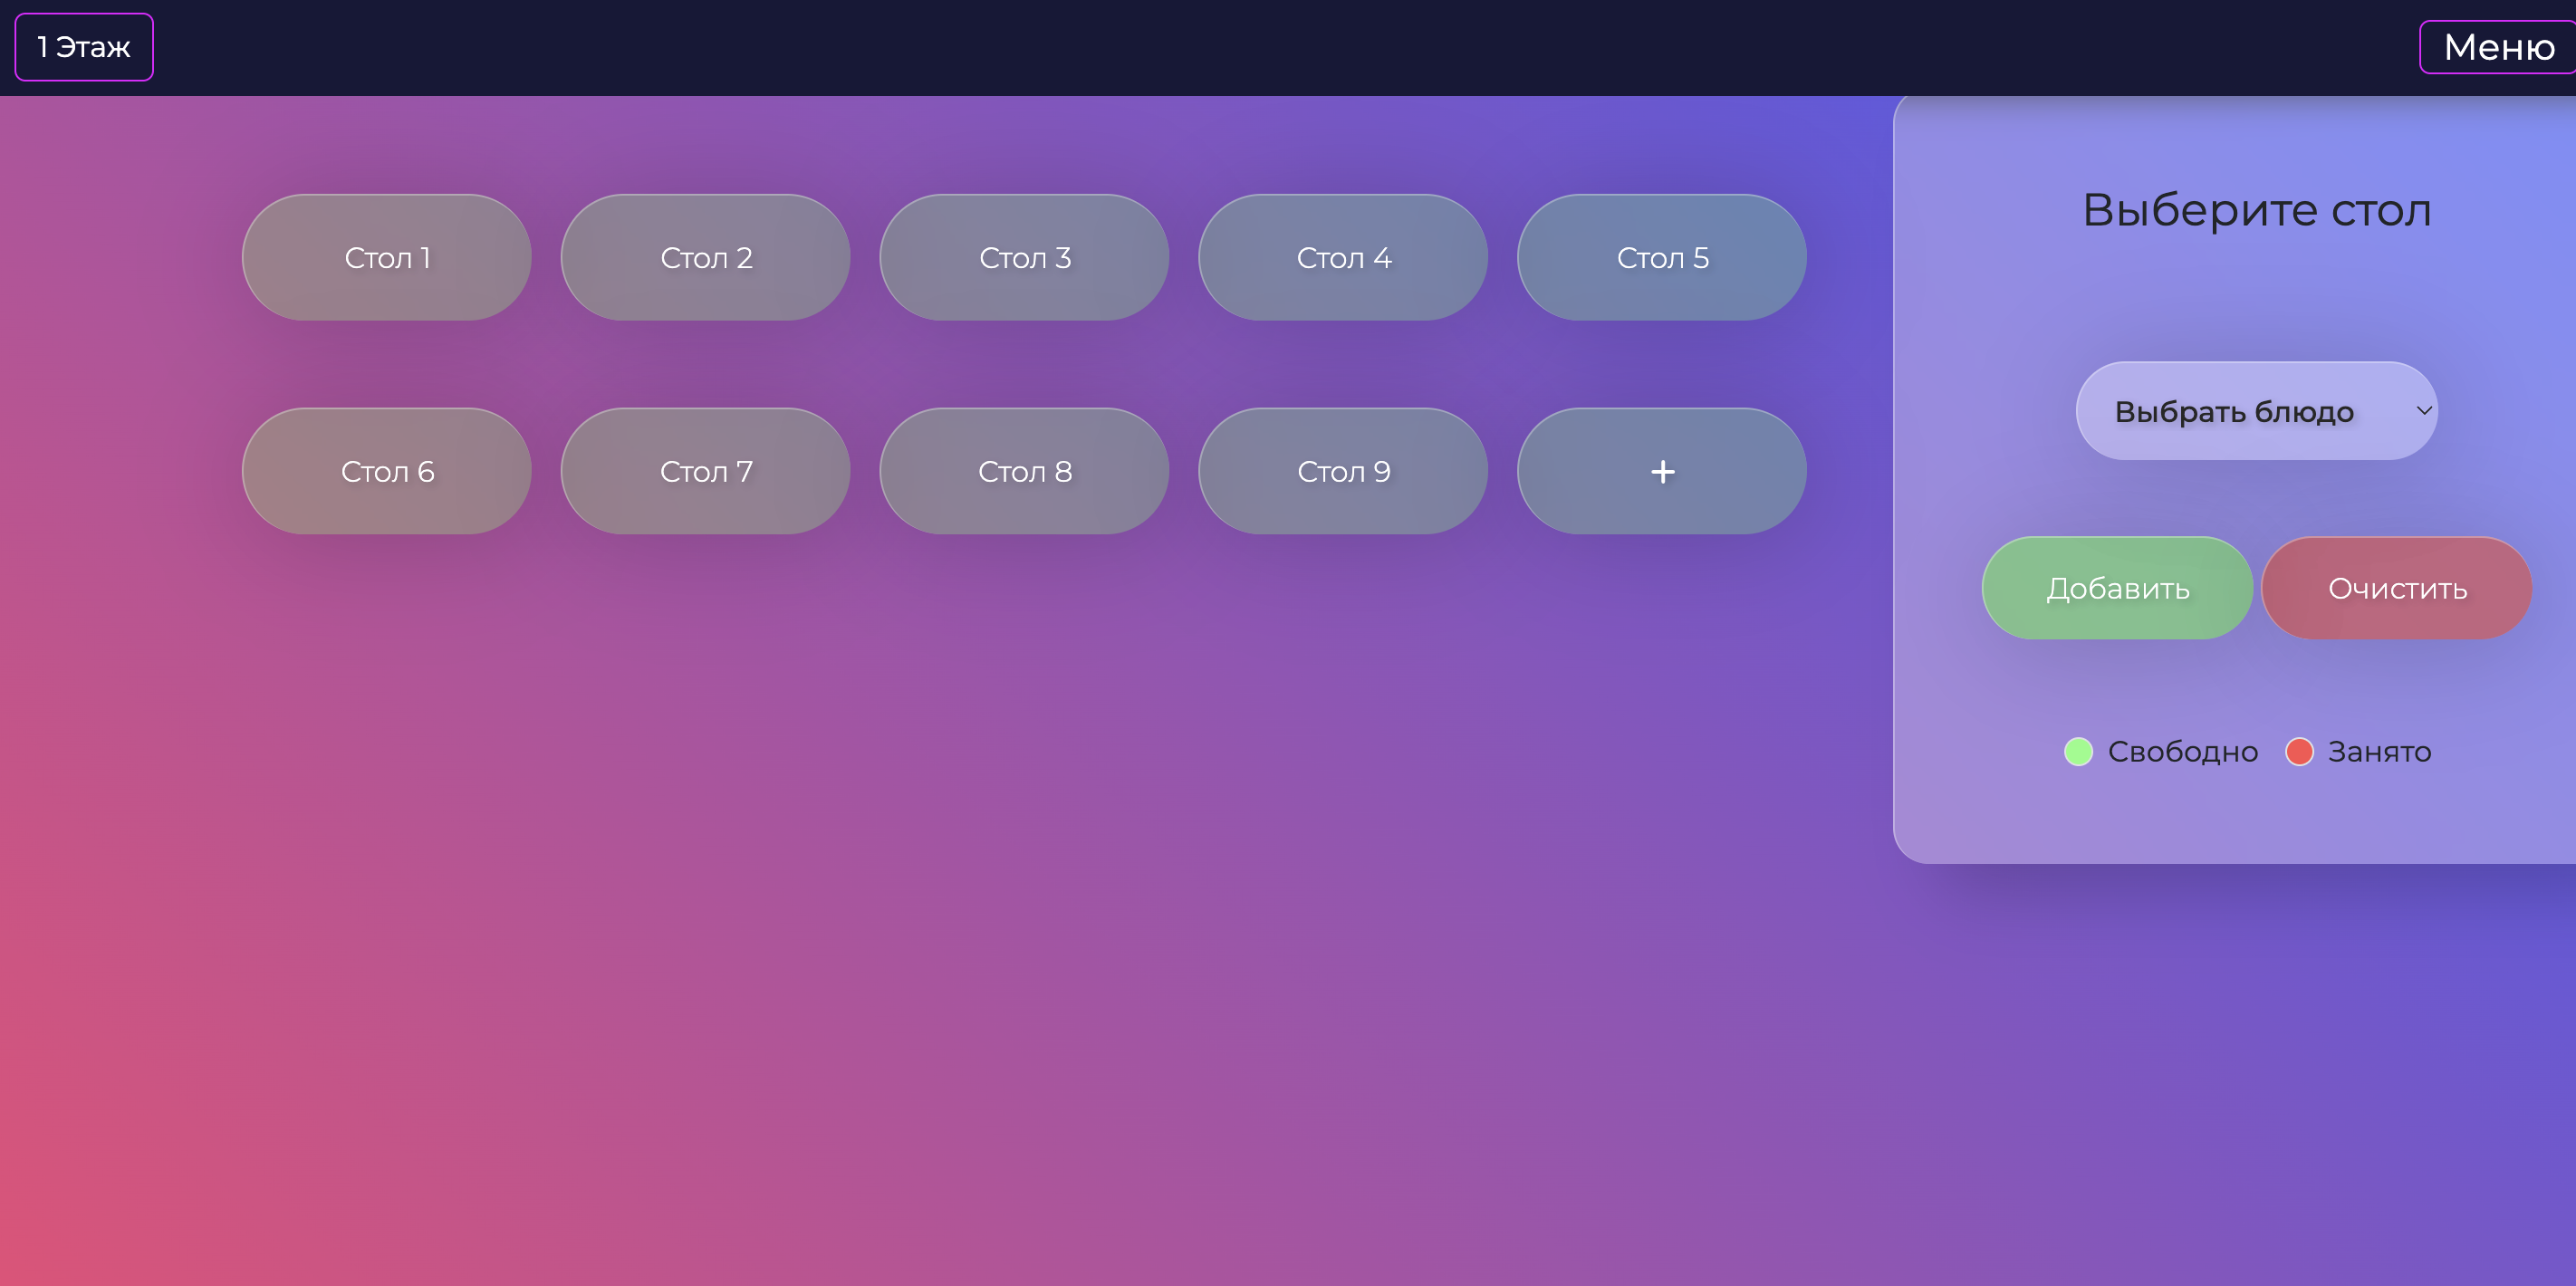 1 Этаж
Меню
Стол 1
Стол 2
Стол 3
Стол 4
Стол 5
Стол 6
Стол 7
Стол 8
Стол 9
+
Выберите стол
Выбрать блюдо
Добавить
Очистить
Свободно
Занято